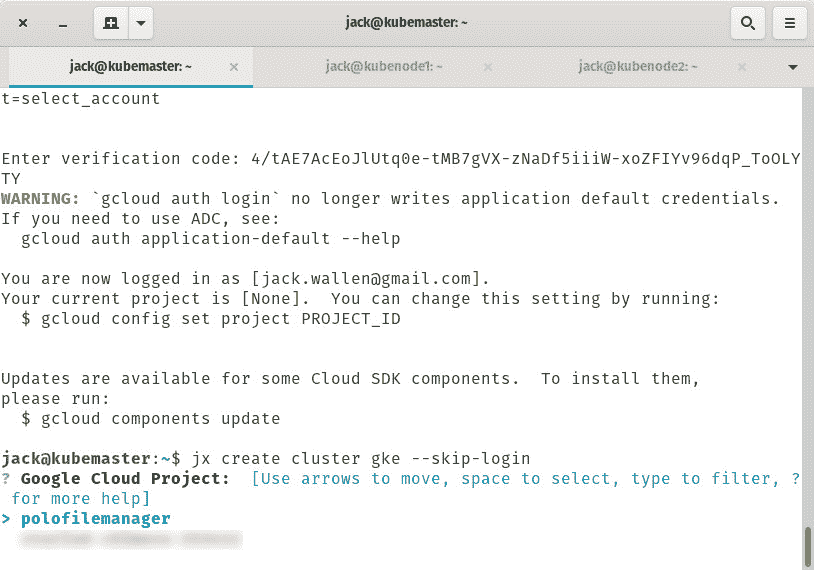 jack@kubemaster: ~
jack@kubemaster: ~
jack@kubenode1: ~
jack@kubenode2: ~
t=select_account
Enter verification code: 4/tAE7AcEoJlUtq0e-tMB7gVX-zNaDf5iiiW-xoZFIYv96dqP_ToOLY
TY
WARNING: `gcloud auth login` no longer writes application default credentials.
If you need to use ADC, see:
gcloud auth application-default --help
You are now logged in as [jack.wallen@gmail.com].
Your current project is [None].  You can change this setting by running:
$ gcloud config set project PROJECT_ID
Updates are available for some Cloud SDK components.  To install them,
please run:
$ gcloud components update
jack@kubemaster:~$ jx create cluster gke --skip-login
? Google Cloud Project:  [Use arrows to move, space to select, type to filter, ?
for more help]
> polofilemanager